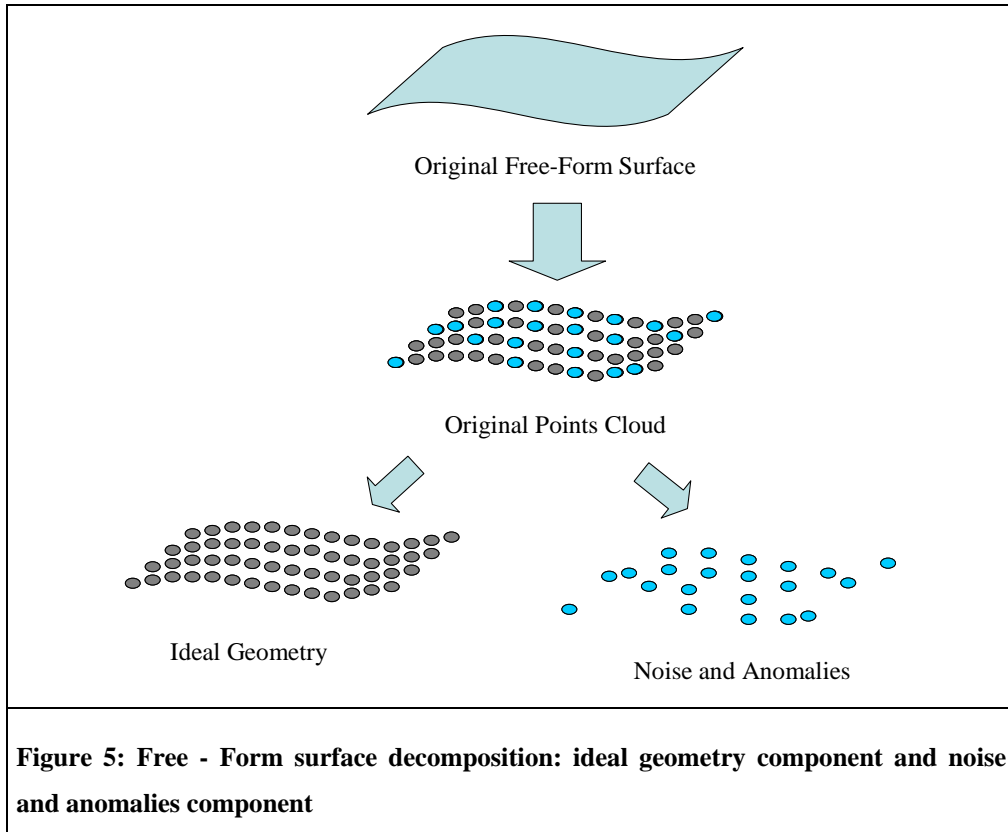 Original Free-Form Surface
Original Points Cloud
Ideal Geometry
Noise and Anomalies
Figure 5: Free - Form surface decomposition: ideal geometry component and noise
and anomalies component